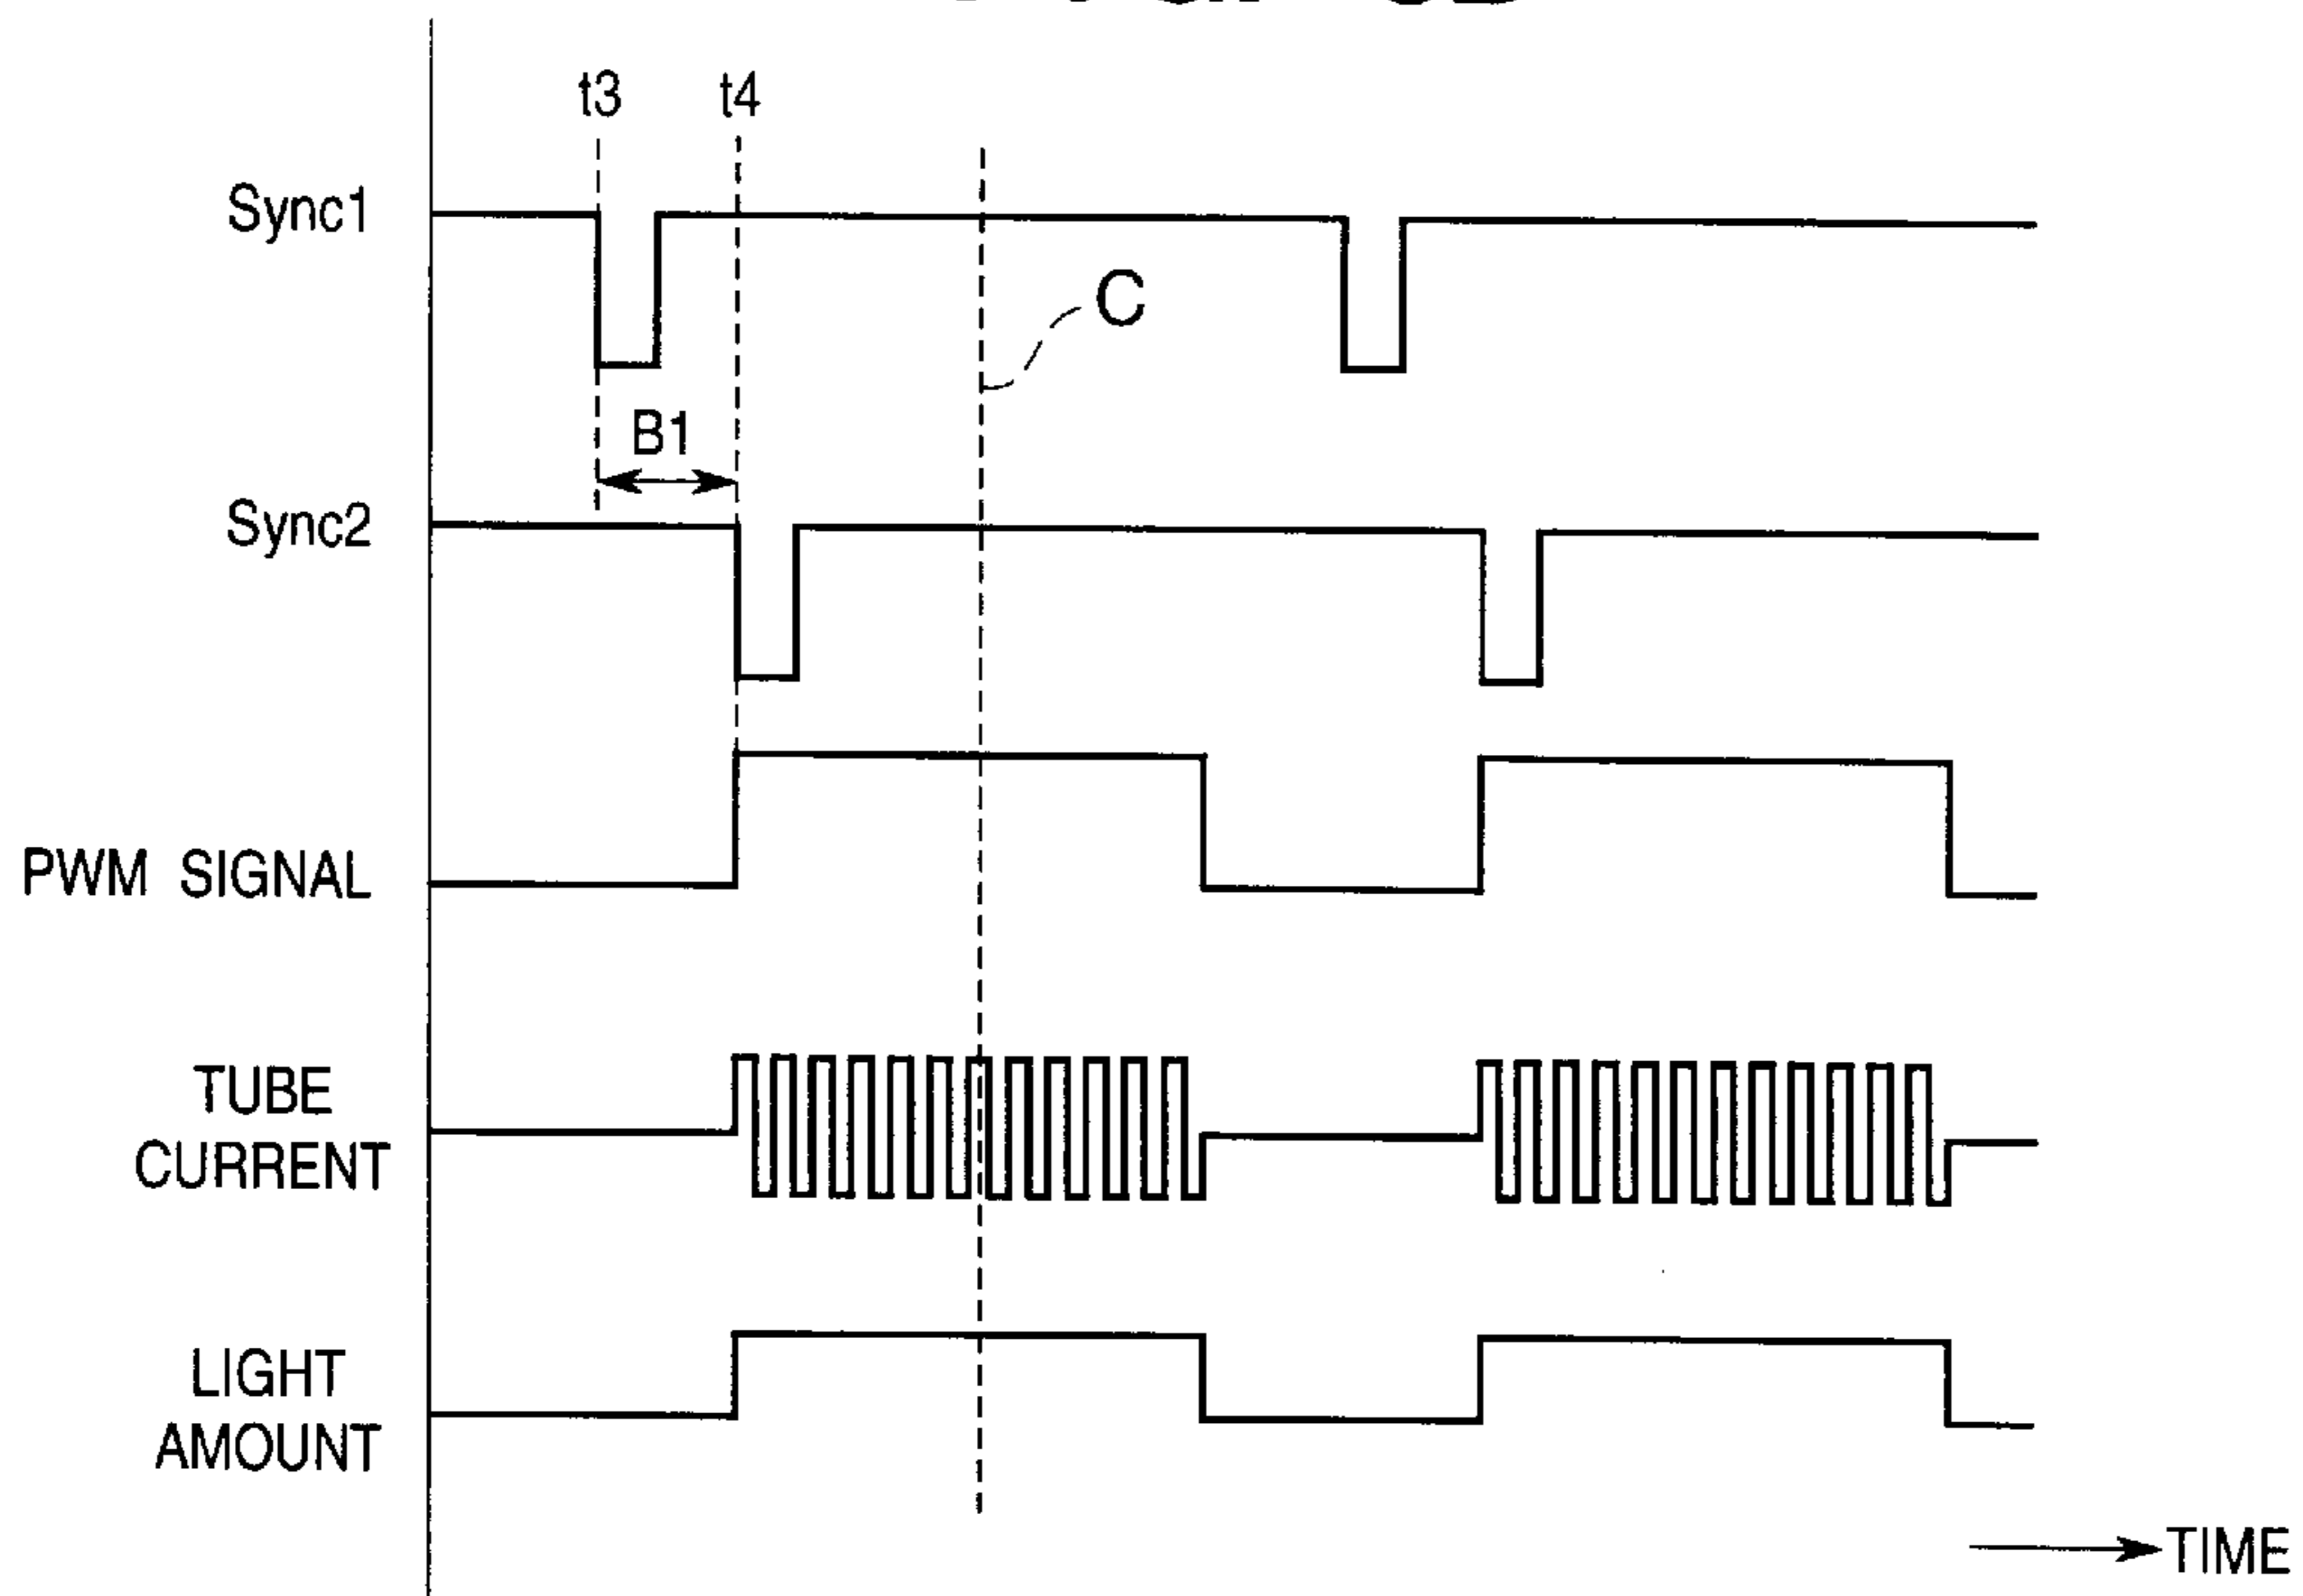 t3 t4
Sync1
C
B1
Sync2
PWM SIGNAL
TUBE
CURRENT
LIGHT
AMOUNT
TIME